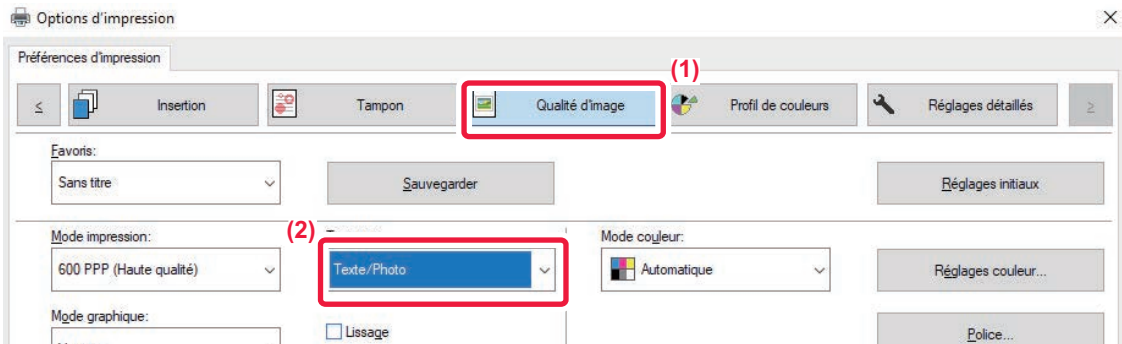 Options d'impression
Préférences d'impression
(1)
< Insertion Tampon Qualité d'image Profil de couleurs Réglages détaillés >
Favoris:
Sans titre Sauvegarder Réglages initiaux
(2)
Mode impression: Mode couleur:
600 PPP (Haute qualité) Texte/Photo Automatique Réglages couleur...
Mode graphique:
Lissage Police...